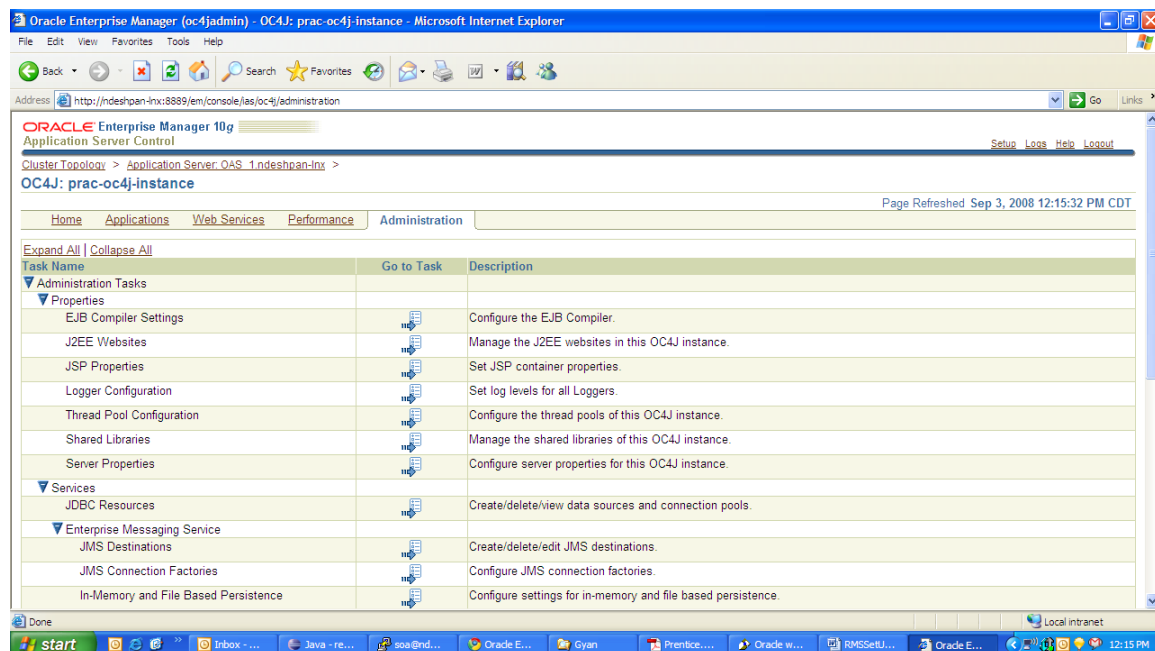 Oracle Enterprise Manager (oc4jadmin) - OC4J: prac-oc4j-instance - Microsoft Internet Explorer
File Edit View Favorites Tools Help
Back Search Favorites
Address http://ndeshpan-lnx:8889/em/console/ias/oc4j/administration Go Links
ORACLE Enterprise Manager 10g
Application Server Control
Setup Logs Help Logout
Cluster Topology > Application Server: OAS_1.ndeshpan-lnx >
OC4J: prac-oc4j-instance
Page Refreshed Sep 3, 2008 12:15:32 PM CDT
Home Applications Web Services Performance Administration
Expand All | Collapse All
Task Name Go to Task Description
Administration Tasks
Properties
EJB Compiler Settings Configure the EJB Compiler.
J2EE Websites Manage the J2EE websites in this OC4J instance.
JSP Properties Set JSP container properties.
Logger Configuration Set log levels for all Loggers.
Thread Pool Configuration Configure the thread pools of this OC4J instance.
Shared Libraries Manage the shared libraries of this OC4J instance.
Server Properties Configure server properties for this OC4J instance.
Services
JDBC Resources Create/delete/view data sources and connection pools.
Enterprise Messaging Service
JMS Destinations Create/delete/edit JMS destinations.
JMS Connection Factories Configure JMS connection factories.
In-Memory and File Based Persistence Configure settings for in-memory and file based persistence.
Done Local intranet
start Inbox - ... Java - re... soa@nd... Oracle E... Gyan Prentice.... Oracle w... RMSSetU... Oracle E... 12:15 PM